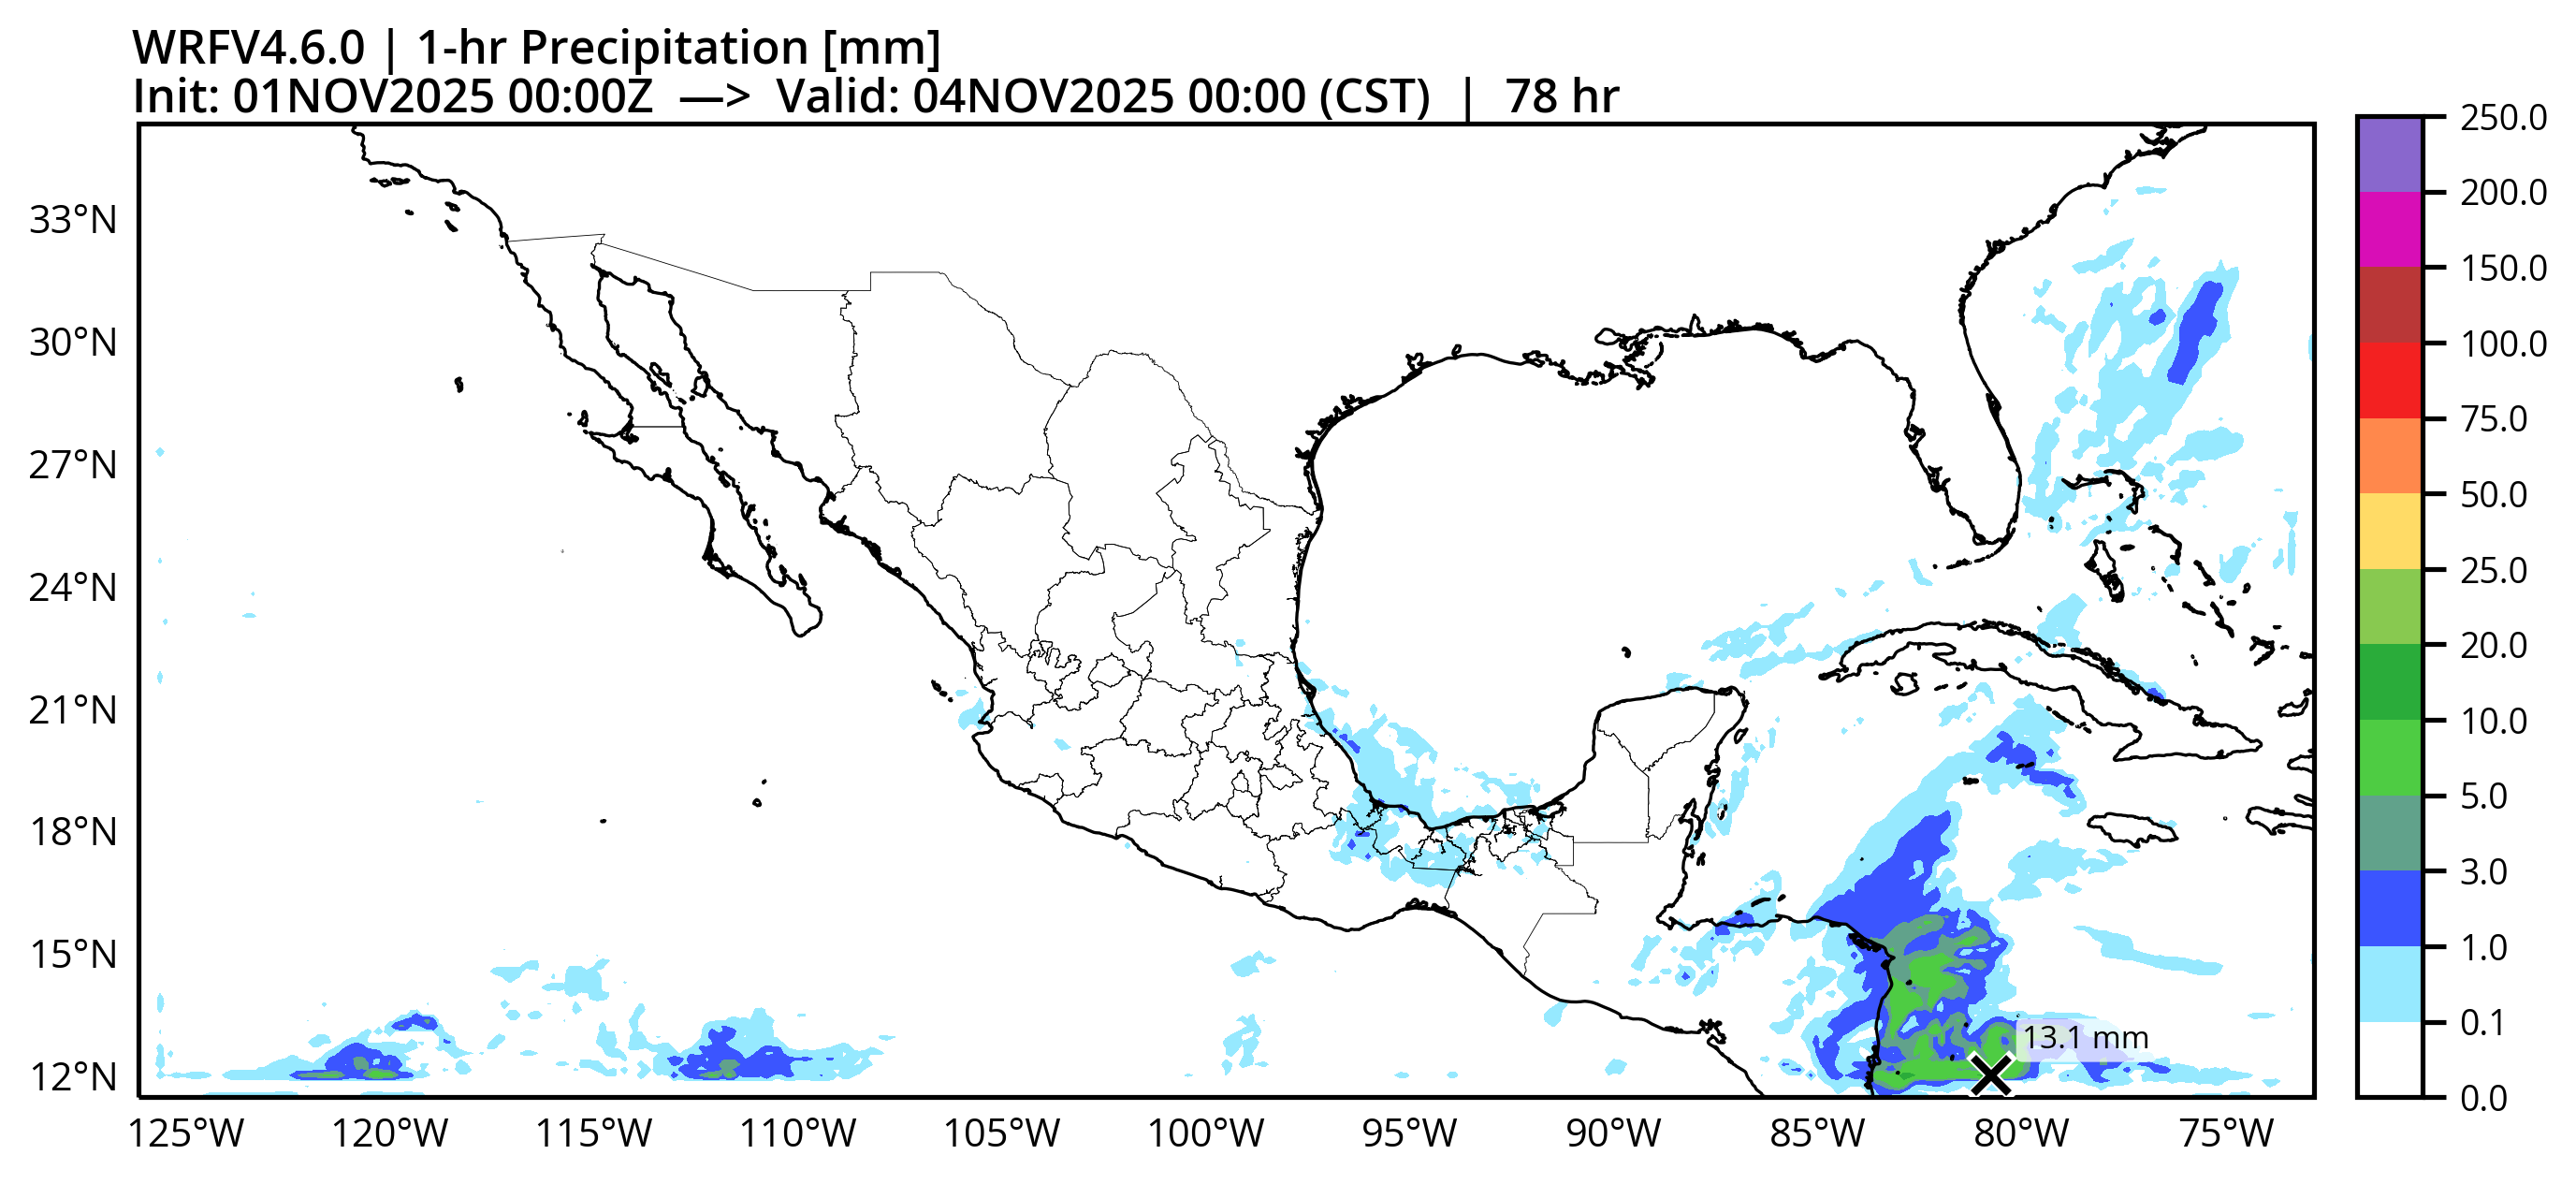 WRFV4.6.0 | 1-hr Precipitation [mm]
Init: 01NOV2025 00:00Z —> Valid: 04NOV2025 00:00 (CST) | 78 hr
33°N
30°N
27°N
24°N
21°N
18°N
15°N
12°N
125°W 120°W 115°W 110°W 105°W 100°W 95°W 90°W 85°W 80°W 75°W
13.1 mm
250.0
200.0
150.0
100.0
75.0
50.0
25.0
20.0
10.0
5.0
3.0
1.0
0.1
0.0